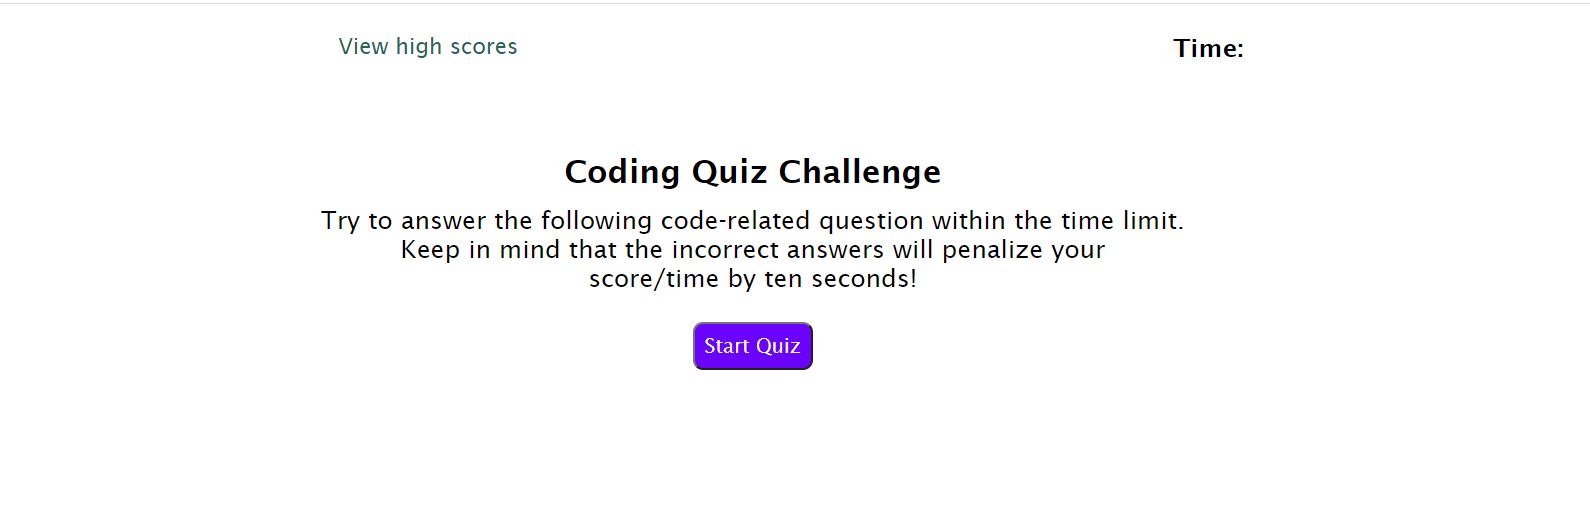 View high scores
Time:
Coding Quiz Challenge
Try to answer the following code-related question within the time limit.
Keep in mind that the incorrect answers will penalize your
score/time by ten seconds!
Start Quiz